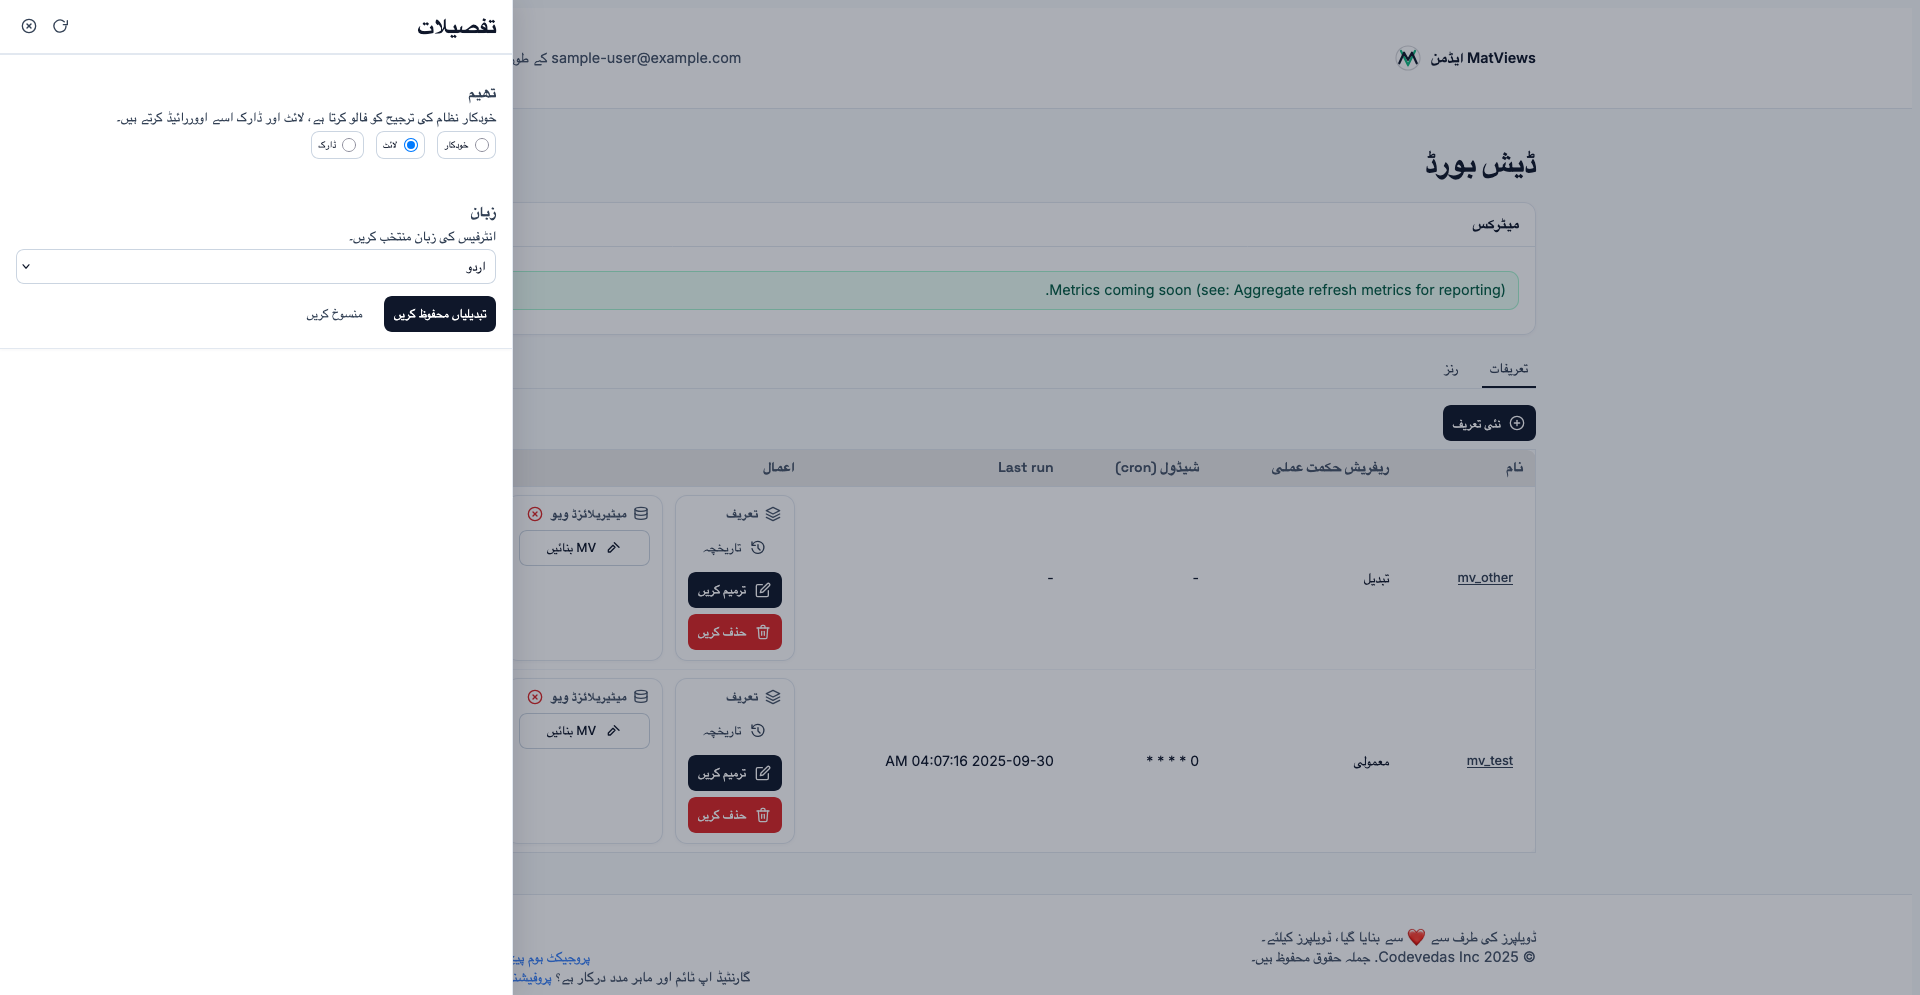 تفصیلات
تھیم
خودکار نظام کی ترجیح کو فالو کرتا ہے، لائٹ اور ڈارک اسے اووررائیڈ کرتے ہیں۔
خودکار
لائٹ
ڈارک
زبان
انٹرفیس کی زبان منتخب کریں۔
اردو
تبدیلیاں محفوظ کریں
منسوخ کریں
MatViews ایڈمن
sample-user@example.com کے
ڈیش بورڈ
میٹرکس
Metrics coming soon (see: Aggregate refresh metrics for reporting).
تعریفات
رنز
نئی تعریف
نام
ریفریش حکمت عملی
شیڈول (cron)
Last run
اعمال
mv_other
تبدیل
-
-
تعریف
تاریخچہ
ترمیم کریں
حذف کریں
میٹیریلائزڈ ویو
MV بنائیں
mv_test
معمولی
0 * * * *
2025-09-30 04:07:16 AM
تعریف
تاریخچہ
ترمیم کریں
حذف کریں
میٹیریلائزڈ ویو
MV بنائیں
ڈویلپرز کی طرف سے ❤️ سے بنایا گیا، ڈویلپرز کیلئے۔
© 2025 Codevedas Inc. جملہ حقوق محفوظ ہیں۔
پروجیکٹ ہوم
گارنٹیڈ اپ ٹائم اور ماہر مدد درکار ہے؟